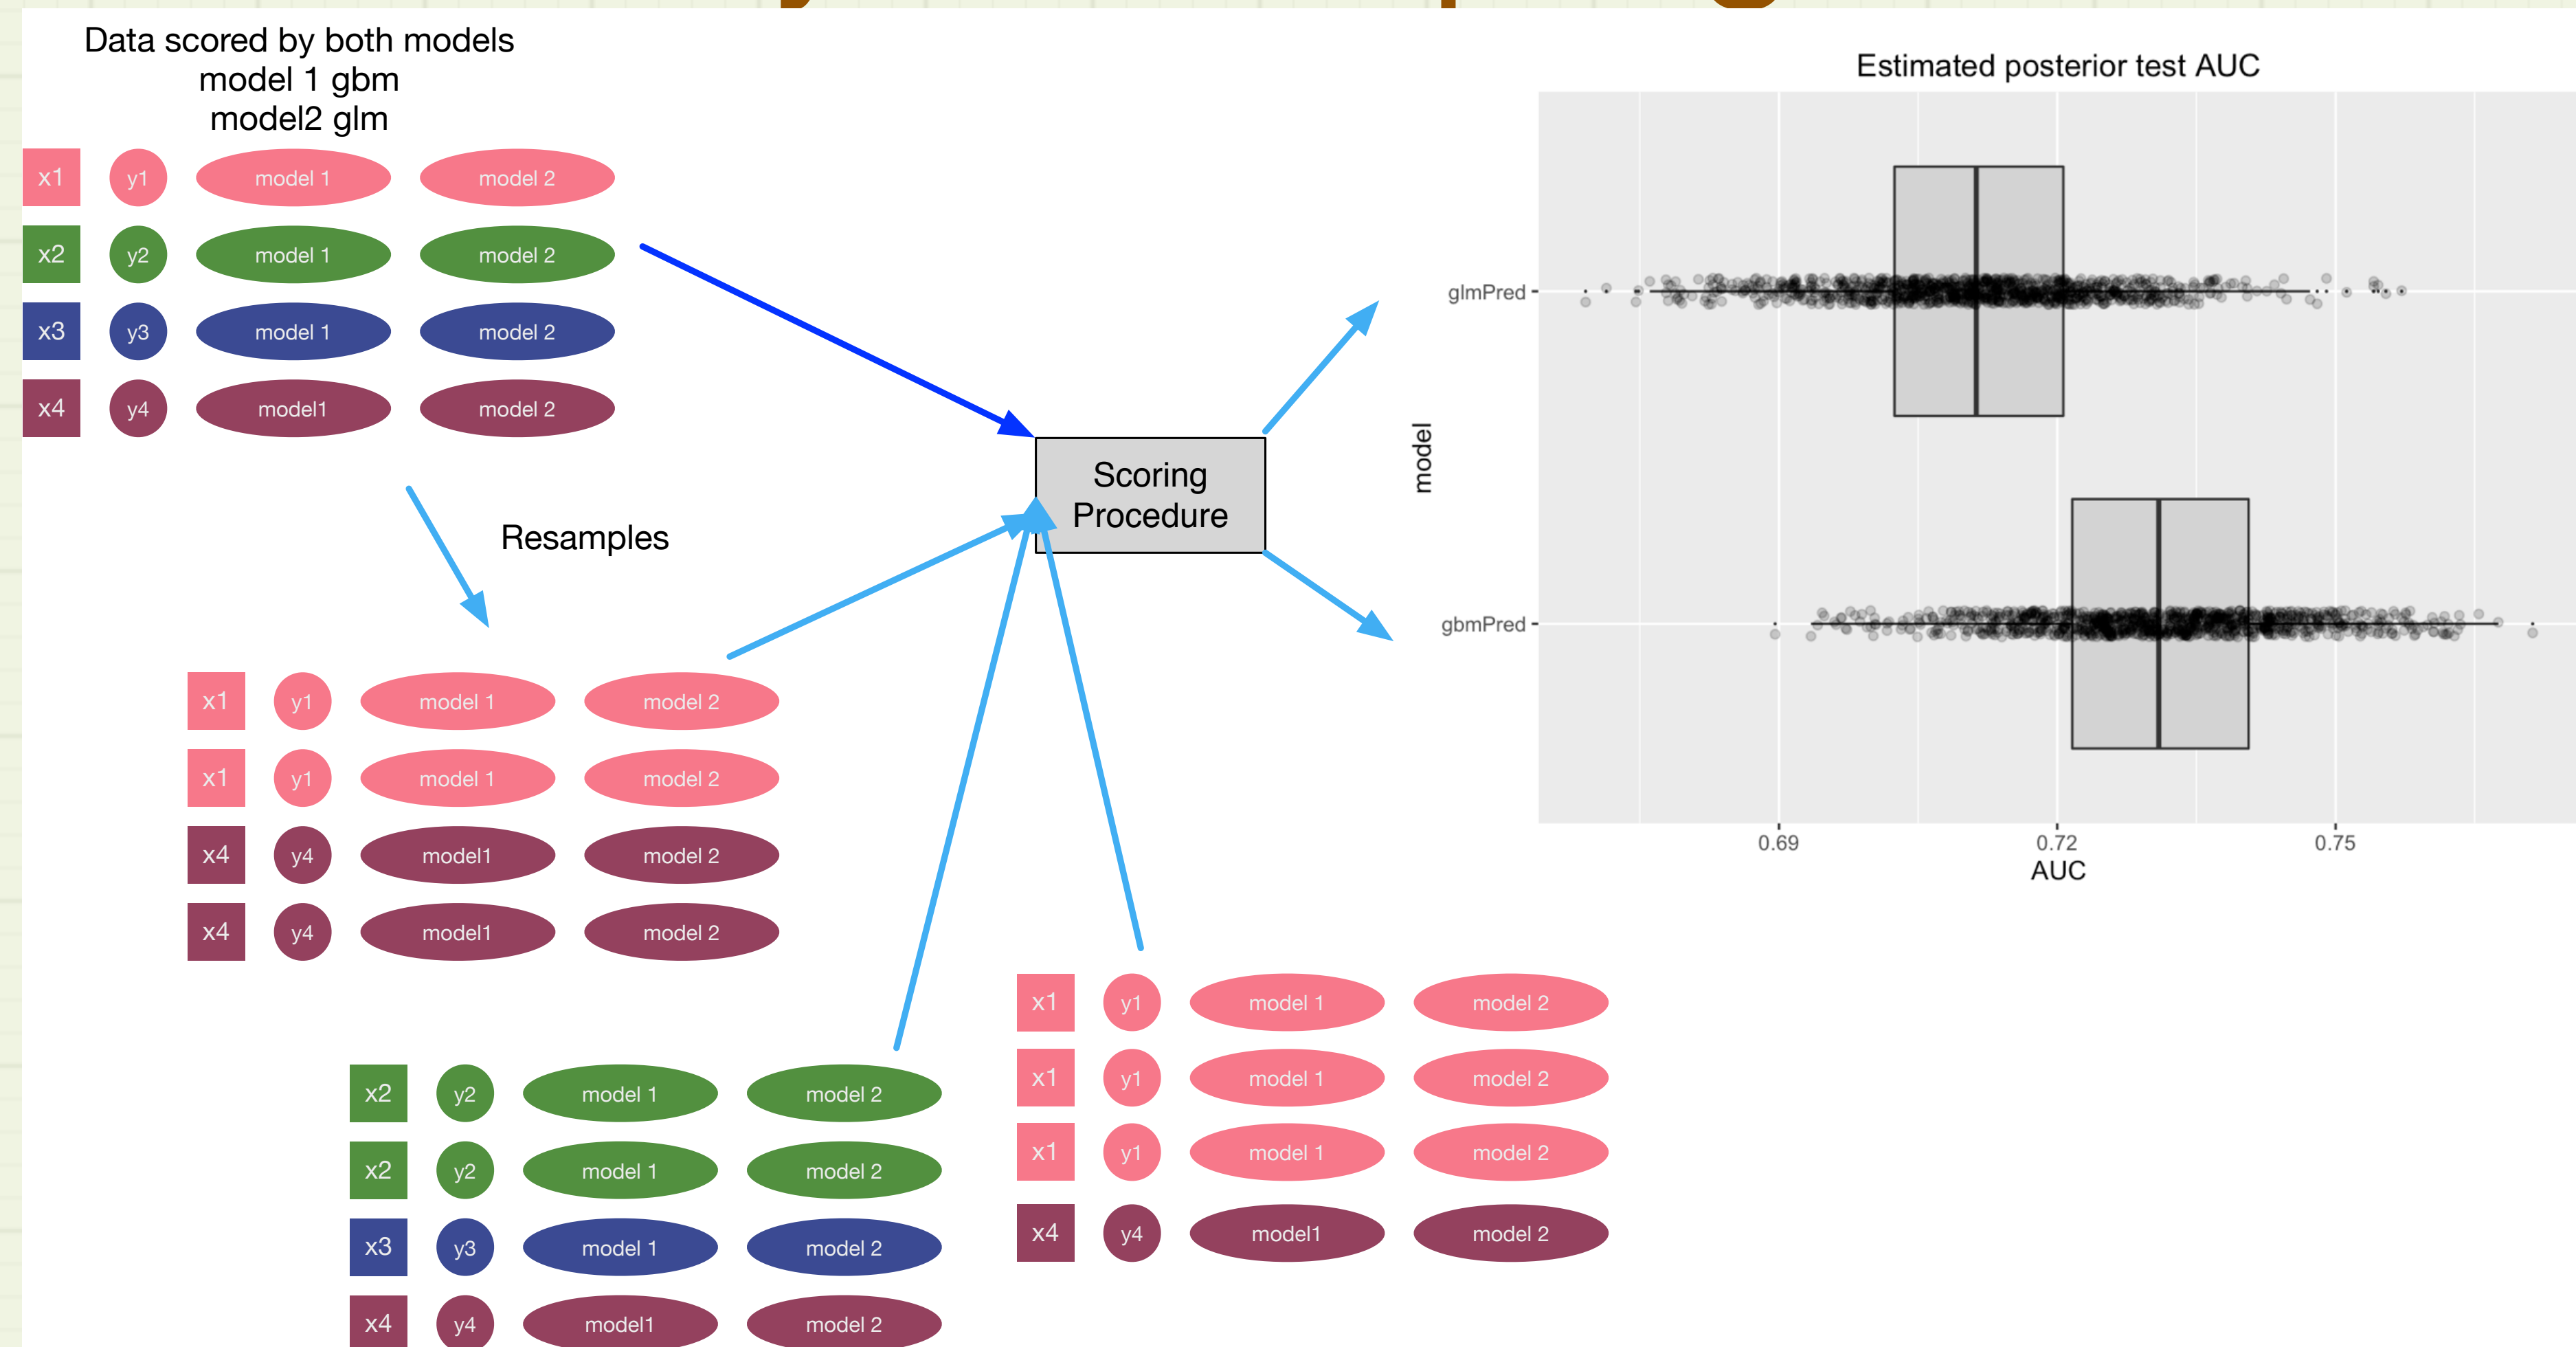 Data scored by both models
model 1 gbm
model2 glm
x1 y1 model 1 model 2
x2 y2 model 1 model 2
x3 y3 model 1 model 2
x4 y4 model1 model 2
Resamples
x1 y1 model 1 model 2
x1 y1 model 1 model 2
x4 y4 model1 model 2
x4 y4 model1 model 2
x2 y2 model 1 model 2
x2 y2 model 1 model 2
x3 y3 model 1 model 2
x4 y4 model1 model 2
x1 y1 model 1 model 2
x1 y1 model 1 model 2
x1 y1 model 1 model 2
x4 y4 model1 model 2
Scoring
Procedure
Estimated posterior test AUC
model
glmPred
gbmPred
0.69 0.72 0.75
AUC